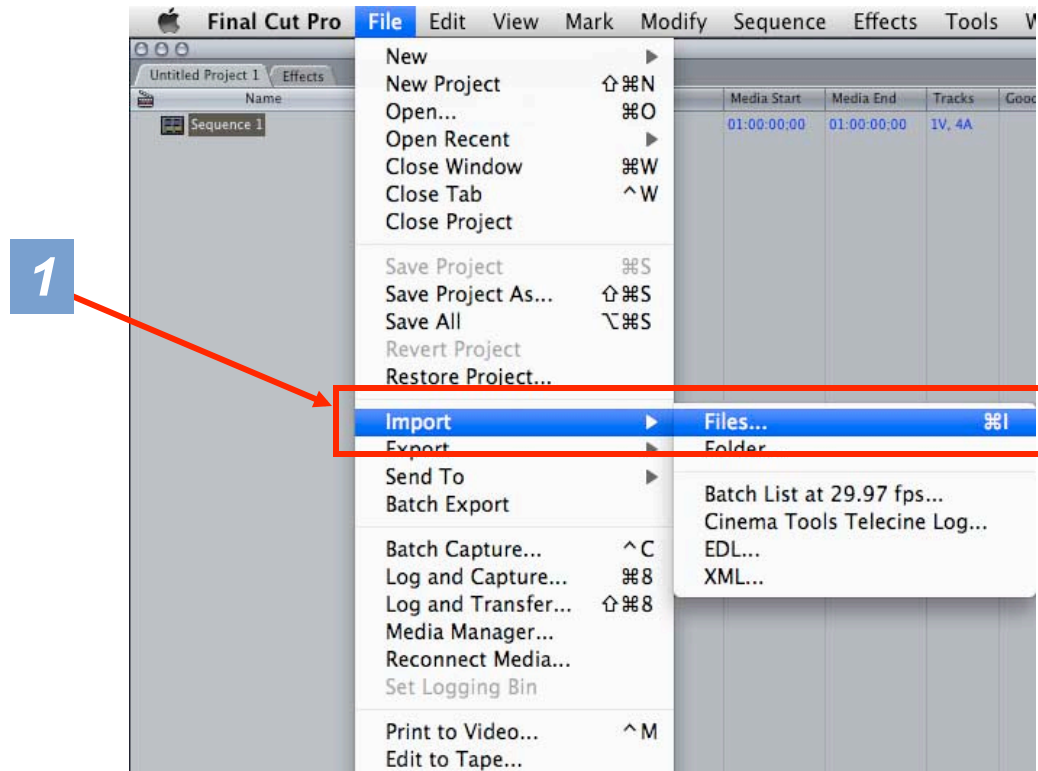 Final Cut Pro File Edit View Mark Modify Sequence Effects Tools
Untitled Project 1 Effects
Name Media Start Media End Tracks
Sequence 1 01:00:00;00 01:00:00;00 1V, 4A
1
New
New Project ⇧⌘N
Open... ⌘O
Open Recent
Close Window ⌘W
Close Tab ^W
Close Project
Save Project ⌘S
Save Project As... ⇧⌘S
Save All ⌥⌘S
Revert Project
Restore Project...
Import
Export
Send To
Batch Export
Batch Capture... ^C
Log and Capture... ⌘8
Log and Transfer... ⇧⌘8
Media Manager...
Reconnect Media...
Set Logging Bin
Print to Video... ^M
Edit to Tape...
Files... ⌘I
Folder...
Batch List at 29.97 fps...
Cinema Tools Telecine Log...
EDL...
XML...